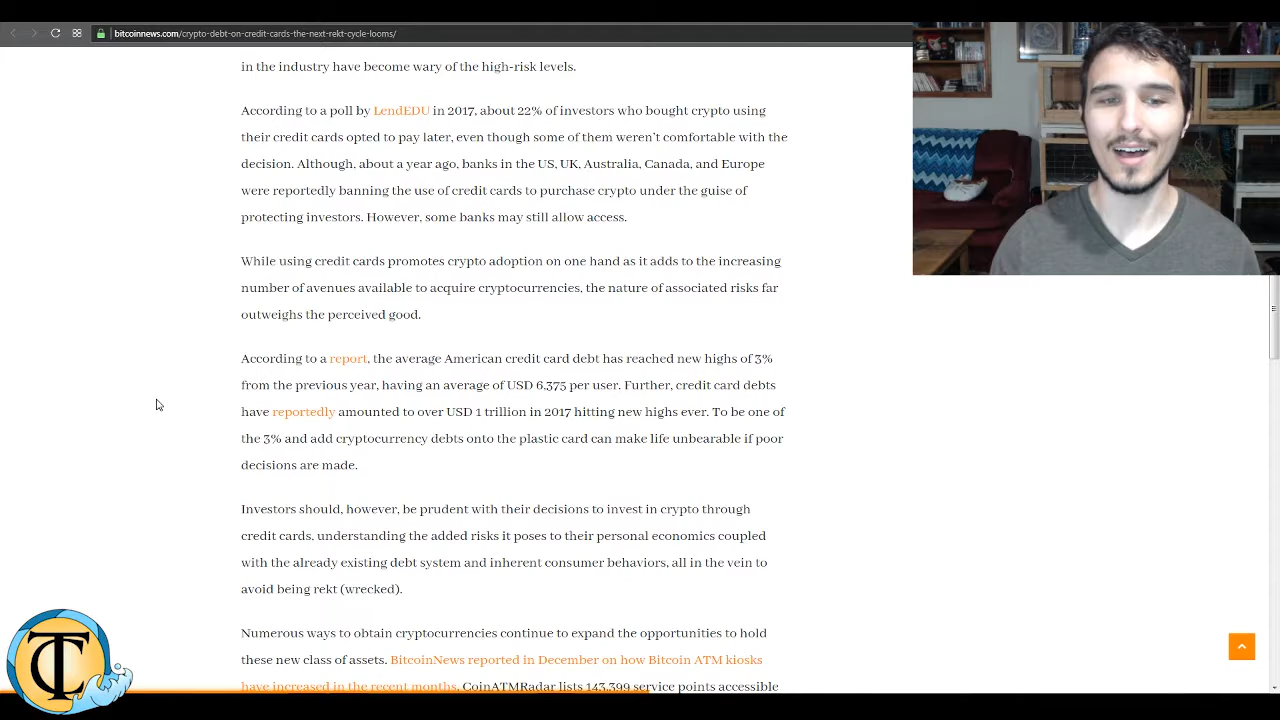 bitcoinnews.com/crypto-debt-on-credit-cards-the-next-rekt-cycle-looms/
in the industry have become wary of the high-risk levels.
According to a poll by LendEDU in 2017, about 22% of investors who bought crypto using
their credit cards opted to pay later, even though some of them weren't comfortable with the
decision. Although, about a year ago, banks in the US, UK, Australia, Canada, and Europe
were reportedly banning the use of credit cards to purchase crypto under the guise of
protecting investors. However, some banks may still allow access.
While using credit cards promotes crypto adoption on one hand as it adds to the increasing
number of avenues available to acquire cryptocurrencies, the nature of associated risks far
outweighs the perceived good.
According to a report, the average American credit card debt has reached new highs of 3%
from the previous year, having an average of USD 6,375 per user. Further, credit card debts
have reportedly amounted to over USD 1 trillion in 2017 hitting new highs ever. To be one of
the 3% and add cryptocurrency debts onto the plastic card can make life unbearable if poor
decisions are made.
Investors should, however, be prudent with their decisions to invest in crypto through
credit cards, understanding the added risks it poses to their personal economics coupled
with the already existing debt system and inherent consumer behaviors, all in the vein to
avoid being rekt (wrecked).
Numerous ways to obtain cryptocurrencies continue to expand the opportunities to hold
these new class of assets. BitcoinNews reported in December on how Bitcoin ATM kiosks
have increased in the recent months. CoinATMRadar lists 143,399 service points accessible
TC